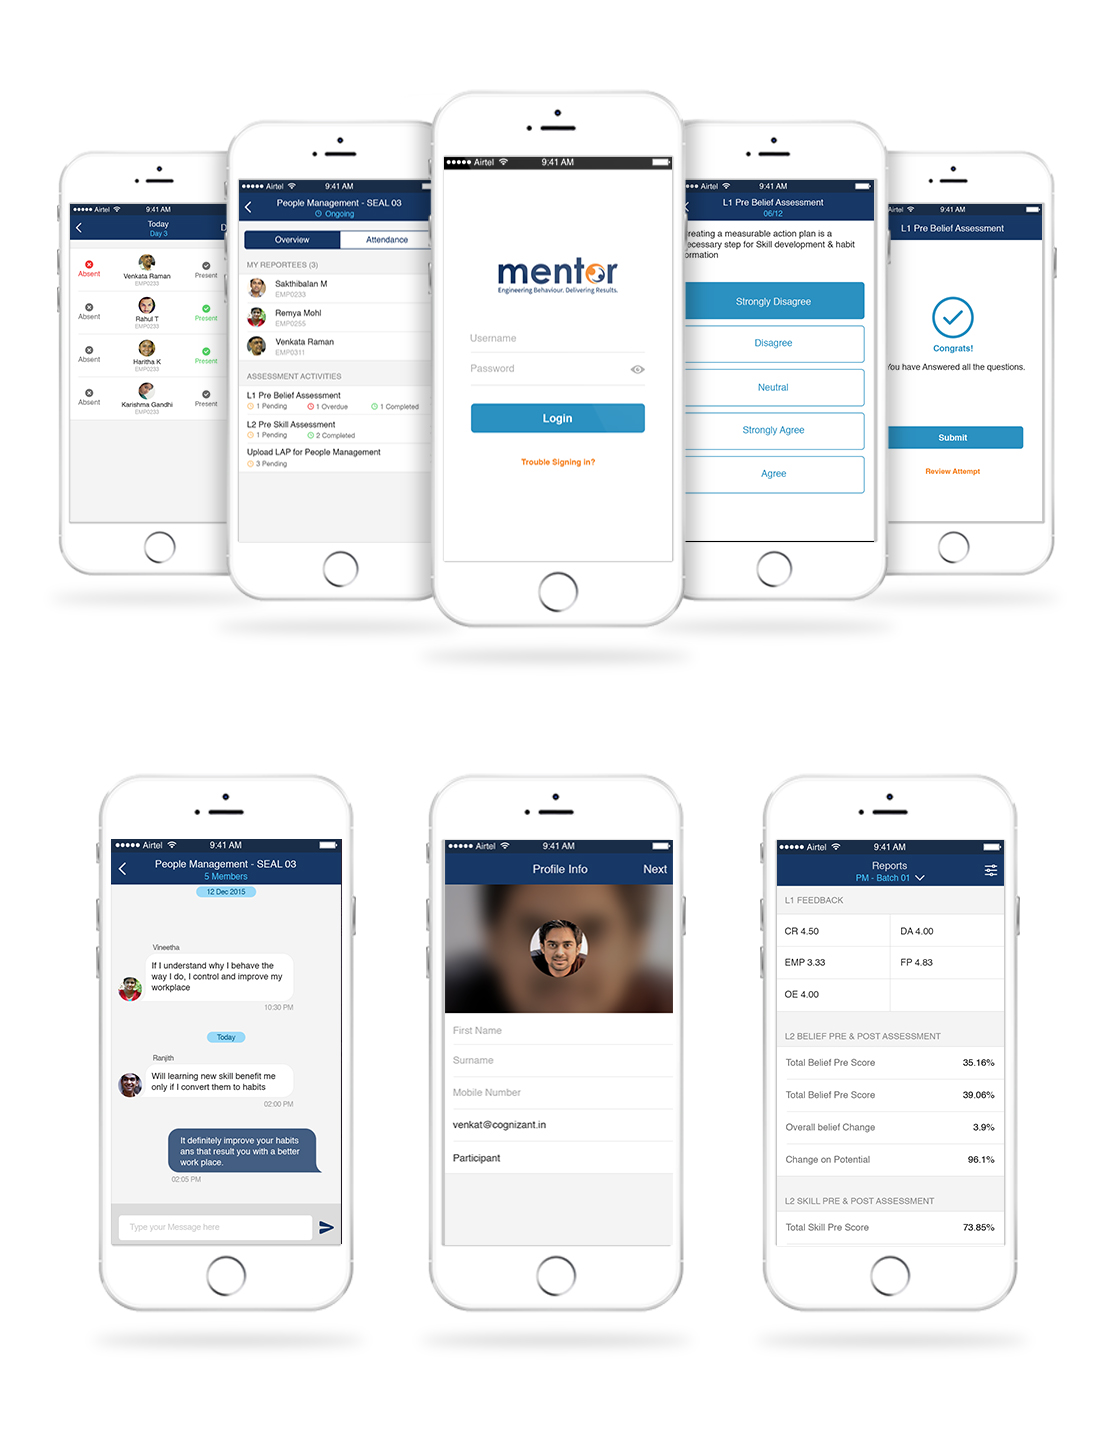 Airtel 9:41 AM
Today
Day 3
D
Absent
Venkata Raman
EMP0233
Present
Absent
Rahul T
EMP0233
Present
Absent
Haritha K
EMP0233
Present
Absent
Karishma Gandhi
EMP0233
Present
Airtel 9:41 AM
People Management - SEAL 03
Ongoing
Overview Attendance
MY REPORTEES (3)
Sakthibalan M
EMP0233
Remya Mohl
EMP0255
Venkata Raman
EMP0311
ASSESSMENT ACTIVITIES
L1 Pre Belief Assessment
1 Pending 1 Overdue 1 Completed
L2 Pre Skill Assessment
1 Pending 2 Completed
Upload LAP for People Management
3 Pending
Airtel 9:41 AM
mentor
Engineering Behaviour. Delivering Results.
Username
Password
Login
Trouble Signing in?
Airtel 9:41 AM
L1 Pre Belief Assessment
06/12
reating a measurable action plan is a
ecessary step for Skill development & habit
ormation
Strongly Disagree
Disagree
Neutral
Strongly Agree
Agree
Airtel 9:41 AM
L1 Pre Belief Assessment
Congrats!
You have Answered all the questions.
Submit
Review Attempt
Airtel 9:41 AM
People Management - SEAL 03
5 Members
12 Dec 2015
Vineetha
If I understand why I behave the
way I do, I control and improve my
workplace
10:30 PM
Today
Ranjith
Will learning new skill benefit me
only if I convert them to habits
02:00 PM
It definitely improve your habits
ans that result you with a better
work place.
02:05 PM
Type your Message here
Airtel 9:41 AM
Profile Info Next
First Name
Surname
Mobile Number
venkat@cognizant.in
Participant
Airtel 9:41 AM
Reports
PM - Batch 01
L1 FEEDBACK
CR 4.50 DA 4.00
EMP 3.33 FP 4.83
OE 4.00
L2 BELIEF PRE & POST ASSESSMENT
Total Belief Pre Score 35.16%
Total Belief Pre Score 39.06%
Overall belief Change 3.9%
Change on Potential 96.1%
L2 SKILL PRE & POST ASSESSMENT
Total Skill Pre Score 73.85%